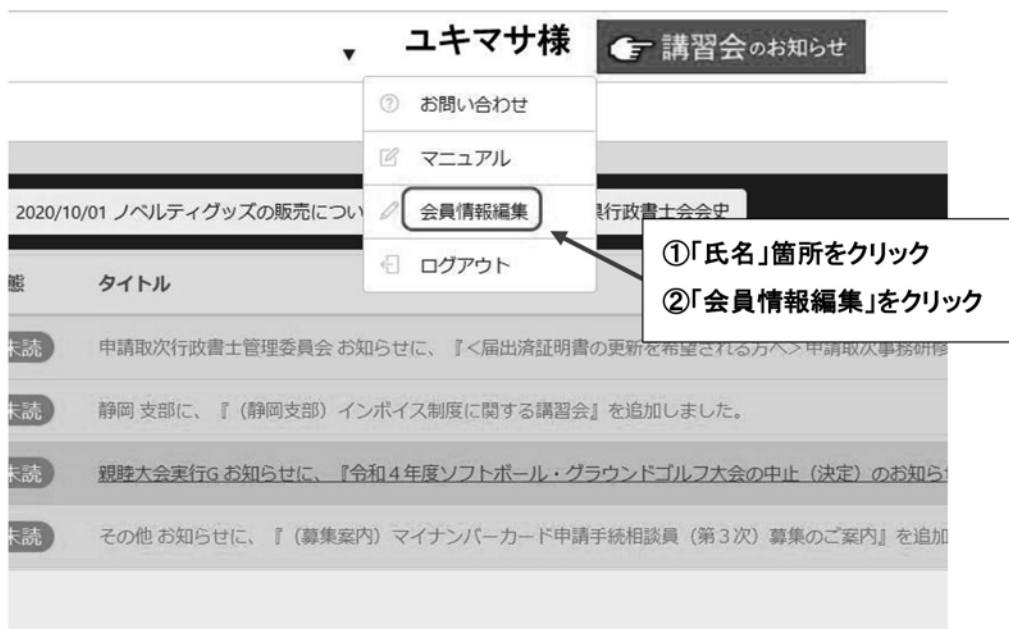 ▼ ユキマサ様 講習会のお知らせ
お問い合わせ
マニュアル
会員情報編集
ログアウト
2020/10/01 ノベルティグッズの販売につい
行政書士会会史
①「氏名」箇所をクリック
②「会員情報編集」をクリック
態 タイトル
未読 申請取次行政書士管理委員会 お知らせに、『<届出済証明書の更新を希望される方へ>申請取次事務研修
未読 静岡 支部に、『（静岡支部）インボイス制度に関する講習会』を追加しました。
未読 親睦大会実行G お知らせに、『令和４年度ソフトボール・グラウンドゴルフ大会の中止（決定）のお知ら
未読 その他 お知らせに、『（募集案内）マイナンバーカード申請手続相談員（第３次）募集のご案内』を追加